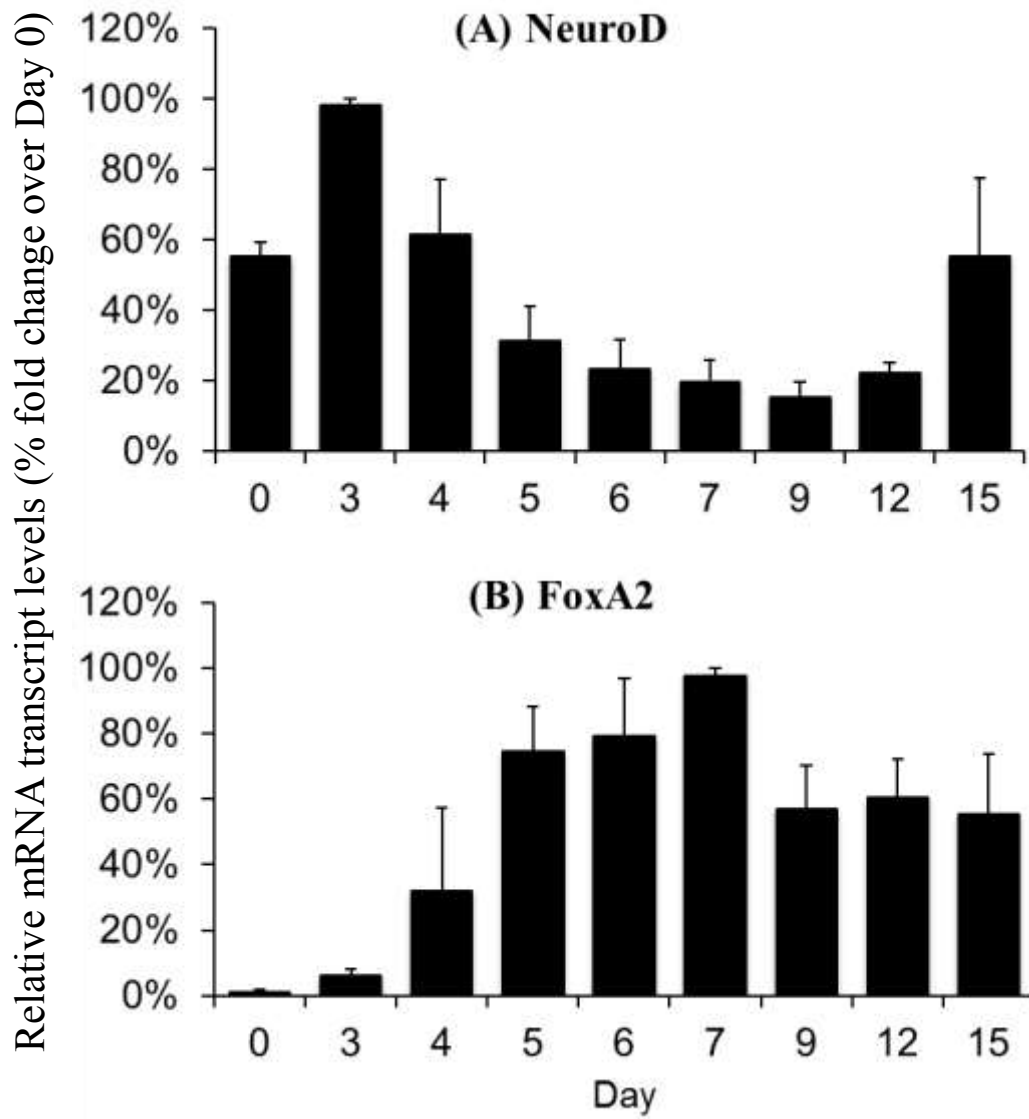 Relative mRNA transcript levels (% fold change over Day 0)
(A) NeuroD
120%
100%
80%
60%
40%
20%
0%
0 3 4 5 6 7 9 12 15
(B) FoxA2
120%
100%
80%
60%
40%
20%
0%
0 3 4 5 6 7 9 12 15
Day